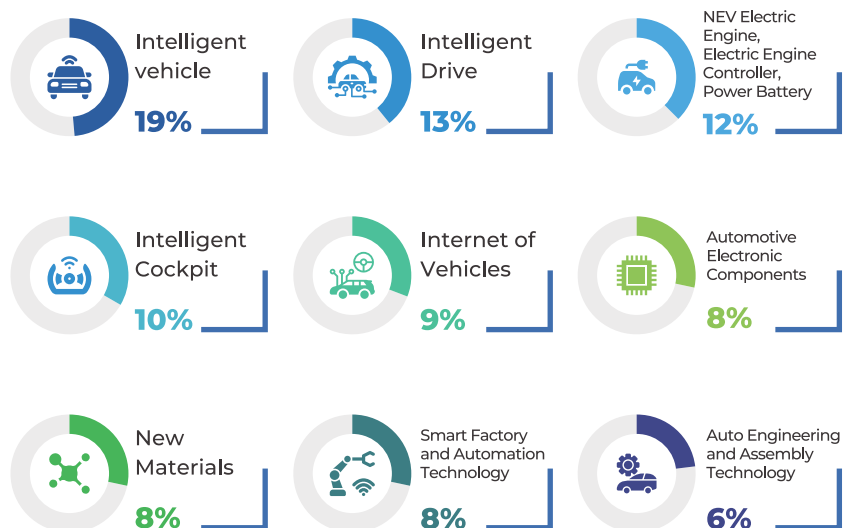 Intelligent
vehicle
19%
Intelligent
Drive
13%
NEV Electric
Engine,
Electric Engine
Controller,
Power Battery
12%
Intelligent
Cockpit
10%
Internet of
Vehicles
9%
Automotive
Electronic
Components
8%
New
Materials
8%
Smart Factory
and Automation
Technology
8%
Auto Engineering
and Assembly
Technology
6%